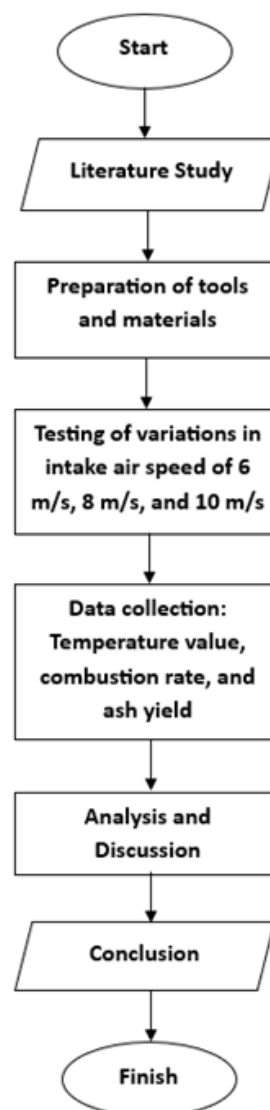 Start
Literature Study
Preparation of tools
and materials
Testing of variations in
intake air speed of 6
m/s, 8 m/s, and 10 m/s
Data collection:
Temperature value,
combustion rate, and
ash yield
Analysis and
Discussion
Conclusion
Finish